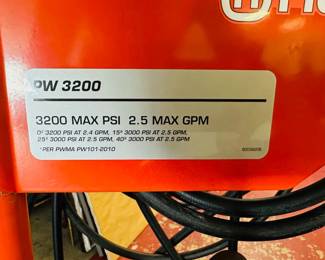 PW 3200
3200 MAX PSI 2.5 MAX GPM
0° 3200 PSI AT 2.4 GPM, 15° 3000 PSI AT 2.5 GPM,
25° 3000 PSI AT 2.5 GPM, 40° 3000 PSI AT 2.5 GPM
*PER PWMA PW101-2010